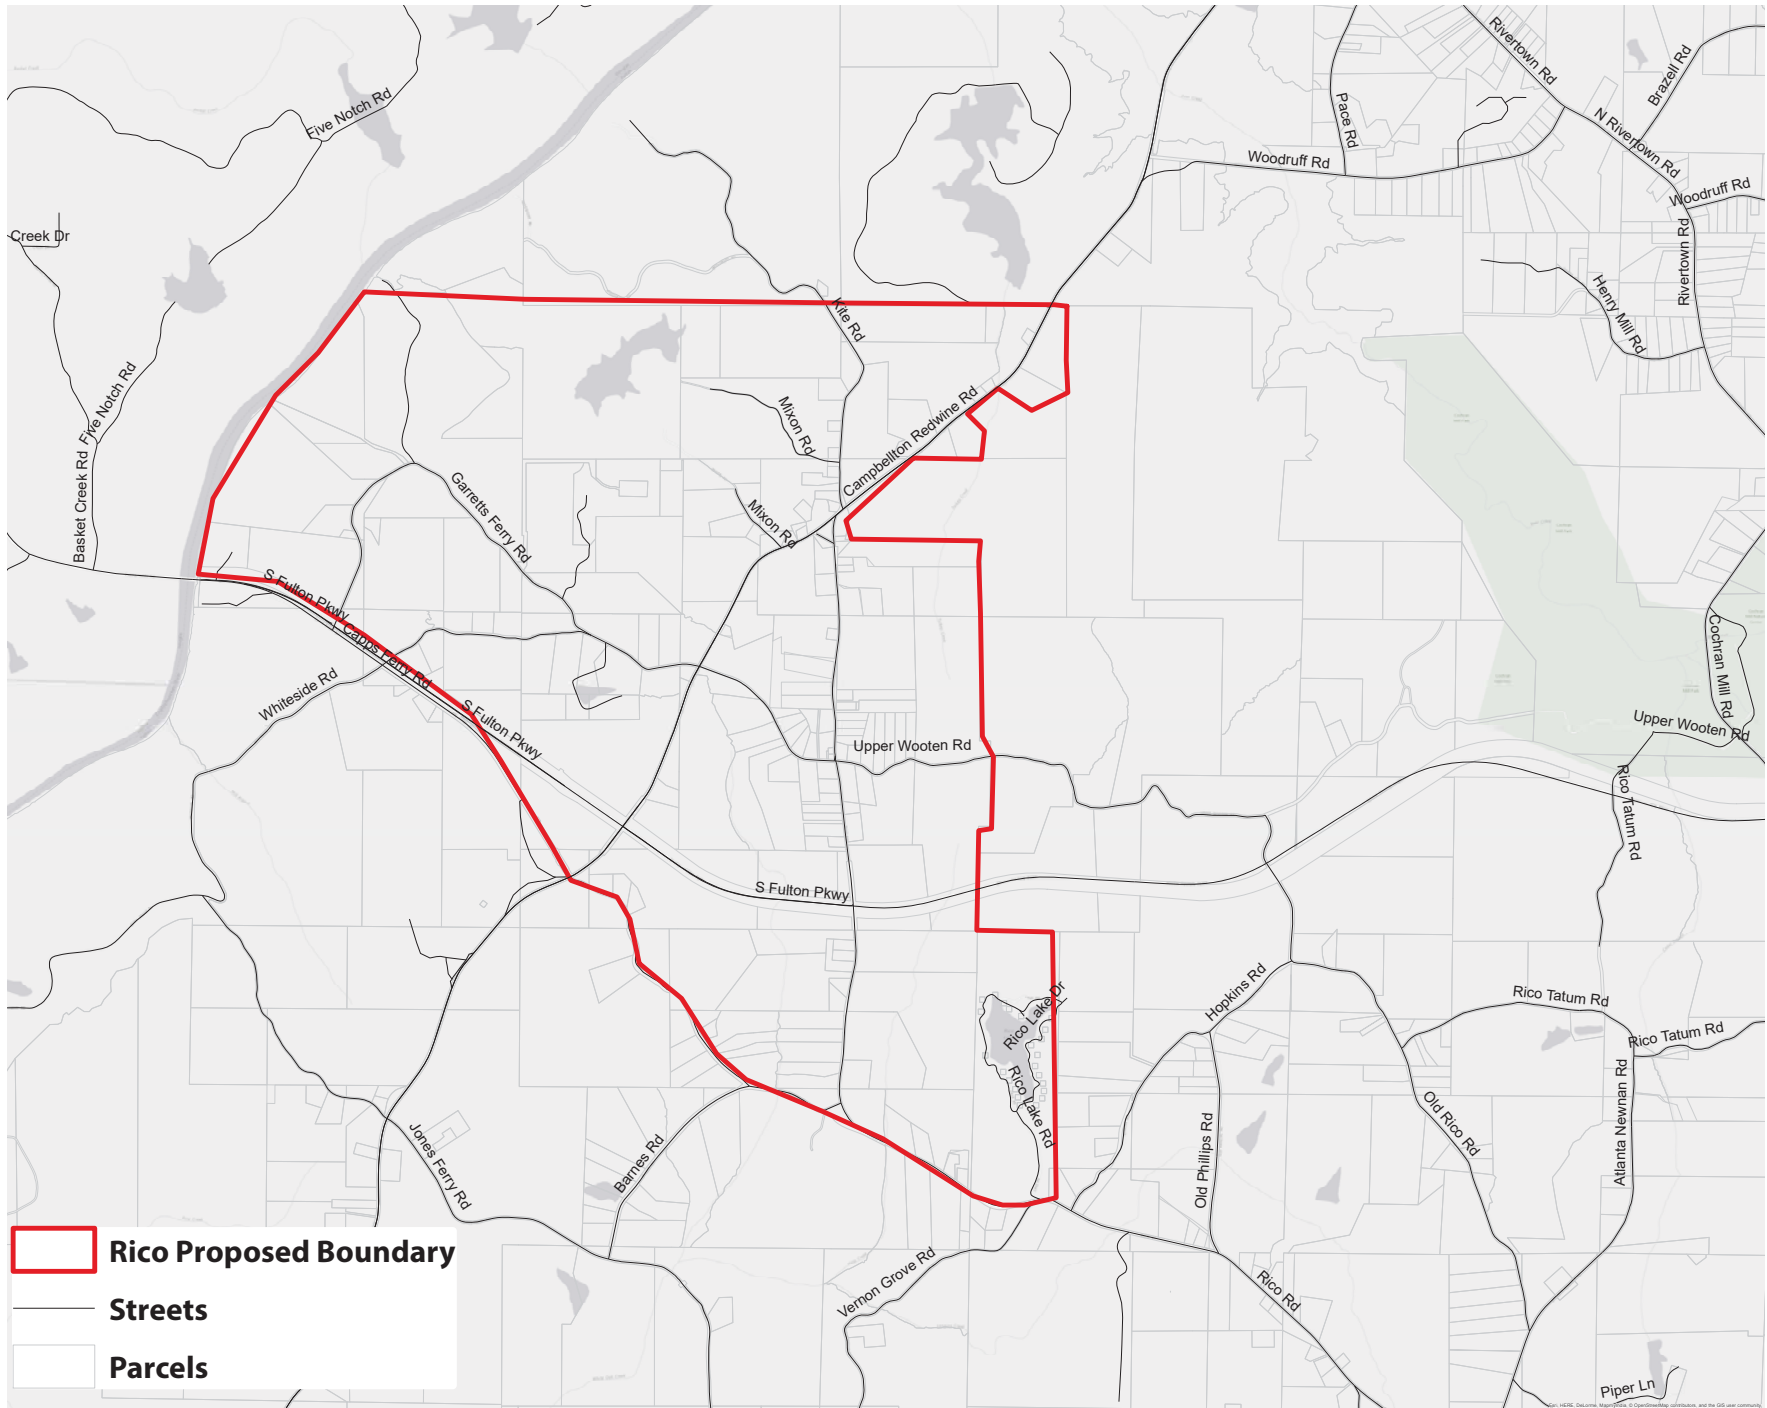 Rivertown Rd
Brazell Rd
Five Notch Rd
Pace Rd
N Rivertown Rd
Woodruff Rd
Woodruff Rd
Creek Dr
Rivertown Rd
Henry Mill Rd
Kite Rd
Five Notch Rd
Mixon Rd
Campbellton Redwine Rd
Basket Creek Rd
Garretts Ferry Rd
Mixon Rd
S Fulton Pkwy
Capps Ferry Rd
Whiteside Rd
S Fulton Pkwy
Cochran Mill Rd
Upper Wooten Rd
Upper Wooten Rd
Rico Tatum Rd
S Fulton Pkwy
Hopkins Rd
Rico Lake Dr
Rico Tatum Rd
Rico Tatum Rd
Rico Lake Rd
Old Rico Rd
Atlanta Newnan Rd
Jones Ferry Rd
Barnes Rd
Old Phillips Rd
Vernon Grove Rd
Rico Rd
Piper Ln
Rico Proposed Boundary
Streets
Parcels